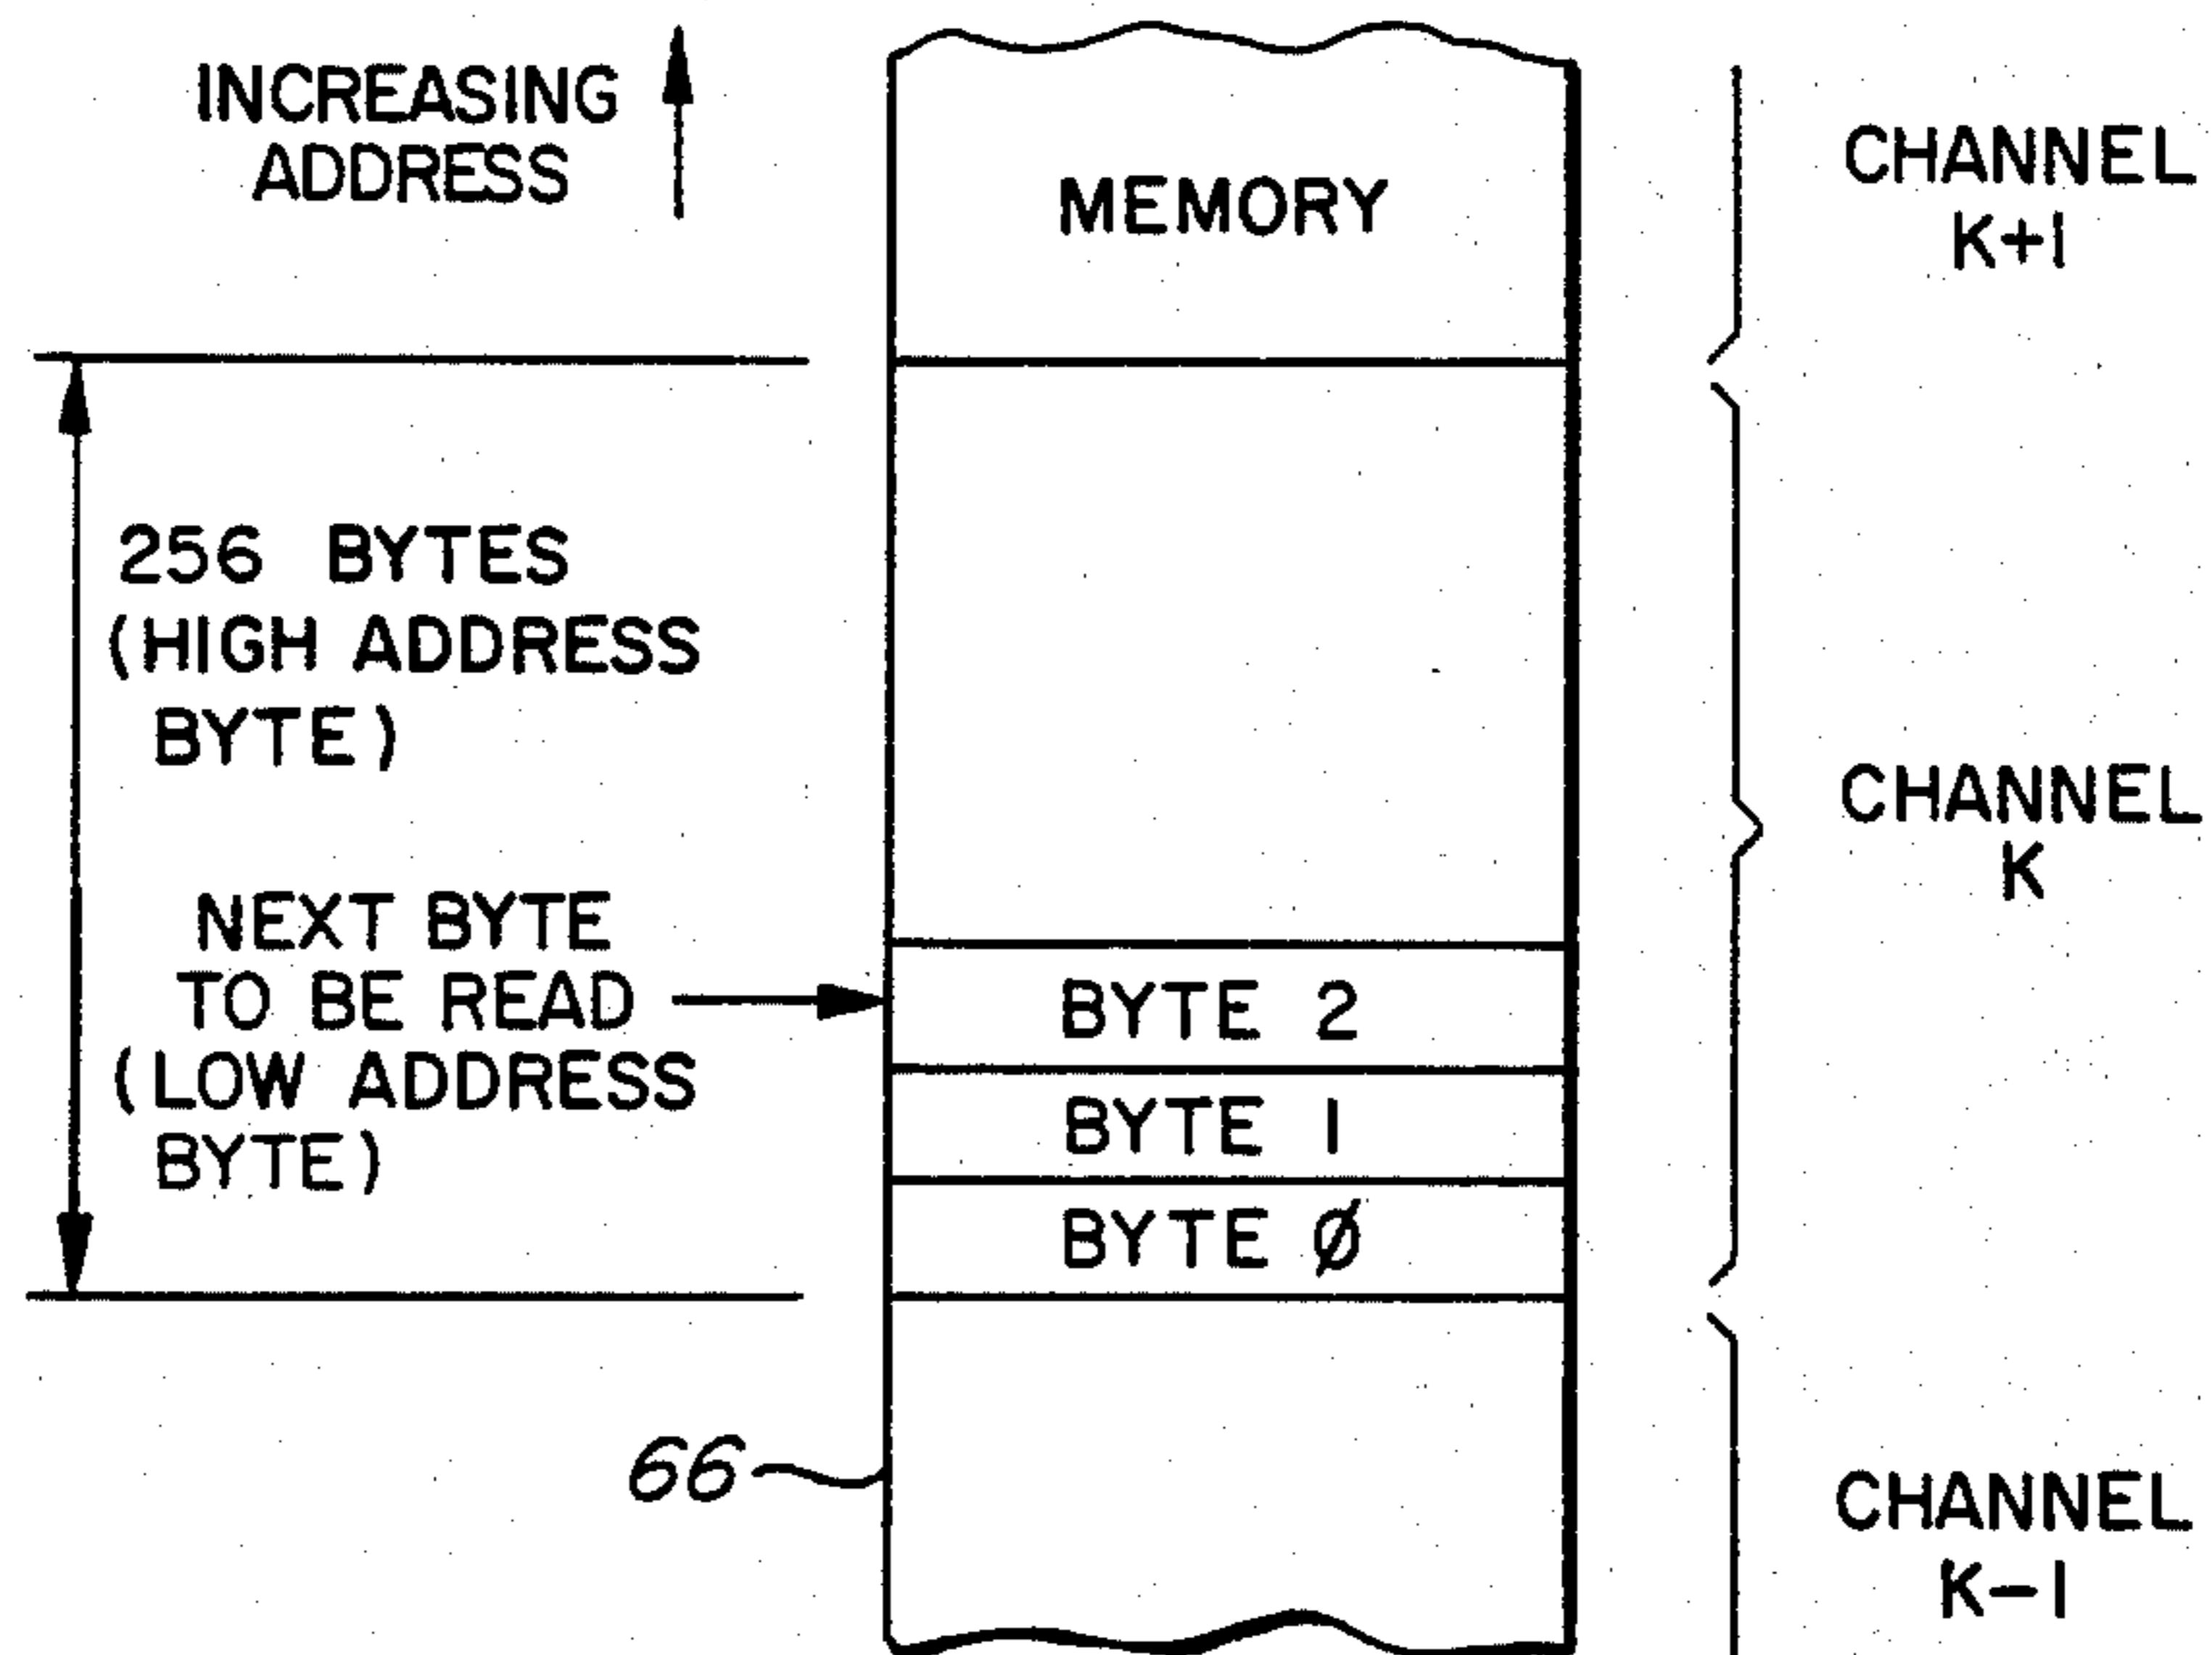 INCREASING
ADDRESS
MEMORY
CHANNEL
K+1
256 BYTES
(HIGH ADDRESS
BYTE)
CHANNEL
K
NEXT BYTE
TO BE READ
(LOW ADDRESS
BYTE)
BYTE 2
BYTE 1
BYTE Ø
66
CHANNEL
K-1